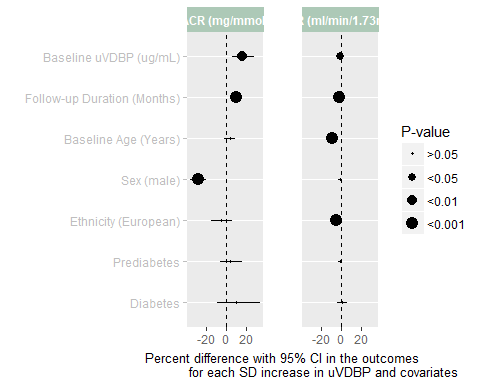 ACR (mg/mmol
R (ml/min/1.73m
Baseline uVDBP (ug/mL)
Follow-up Duration (Months)
Baseline Age (Years)
Sex (male)
Ethnicity (European)
Prediabetes
Diabetes
-20 0 20
-20 0 20
P-value
>0.05
<0.05
<0.01
<0.001
Percent difference with 95% CI in the outcomes
for each SD increase in uVDBP and covariates